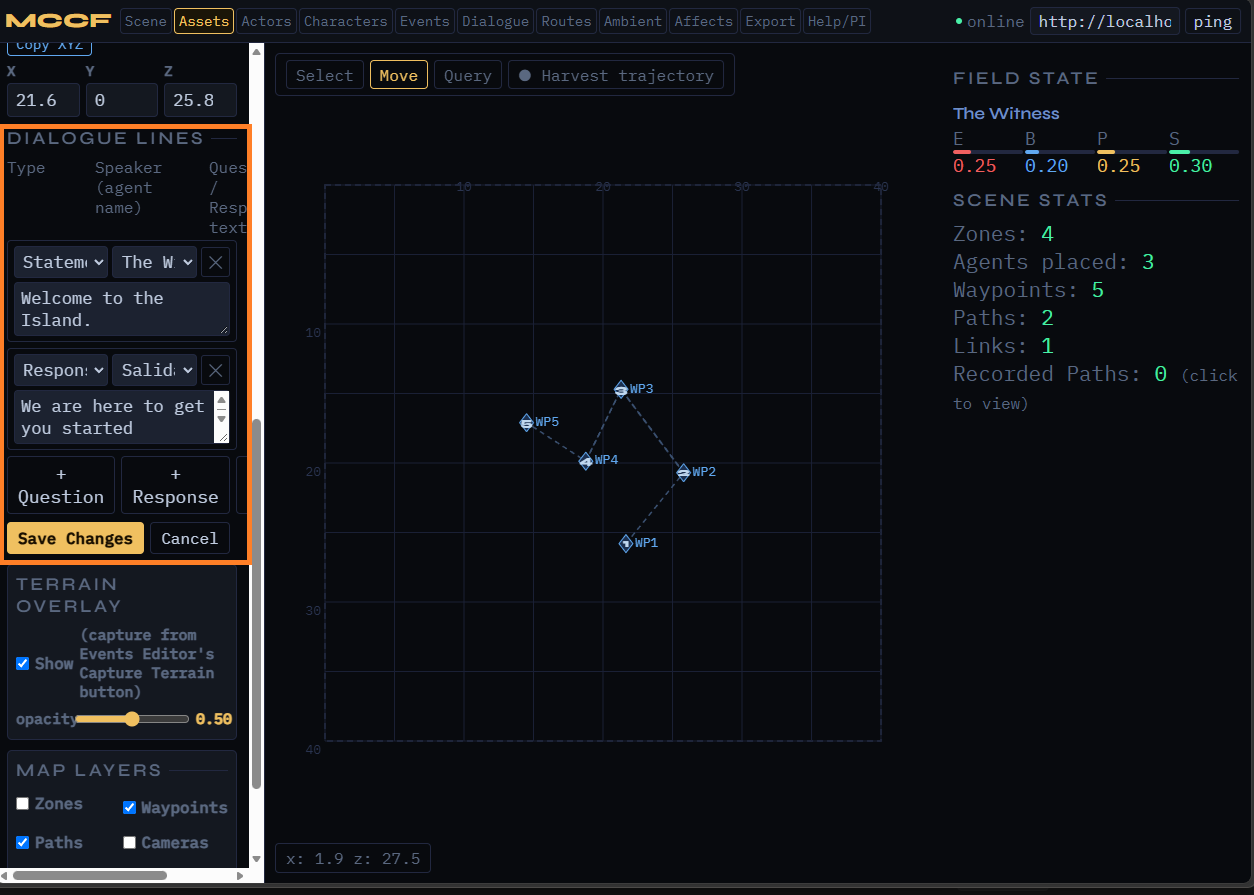 MCCF Scene Assets Actors Characters Events Dialogue Routes Ambient Affects Export Help/PI online http://localho ping
Copy XYZ
X Y Z
21.6 0 25.8
DIALOGUE LINES
Type Speaker Ques
(agent /
name) Resp
text
Statem The W
Welcome to the
Island.
Respon Salid
We are here to get
you started
+ +
Question Response
Save Changes Cancel
TERRAIN
OVERLAY
Show (capture from
Events Editor's
Capture Terrain
button)
opacity 0.50
MAP LAYERS
Zones Waypoints
Paths Cameras
Select Move Query Harvest trajectory
10 20 30 40
10
3 WP3
5 WP5
4 WP4
20
2 WP2
1 WP1
30
40
x: 1.9 z: 27.5
FIELD STATE
The Witness
E B P S
0.25 0.20 0.25 0.30
SCENE STATS
Zones: 4
Agents placed: 3
Waypoints: 5
Paths: 2
Links: 1
Recorded Paths: 0 (click
to view)